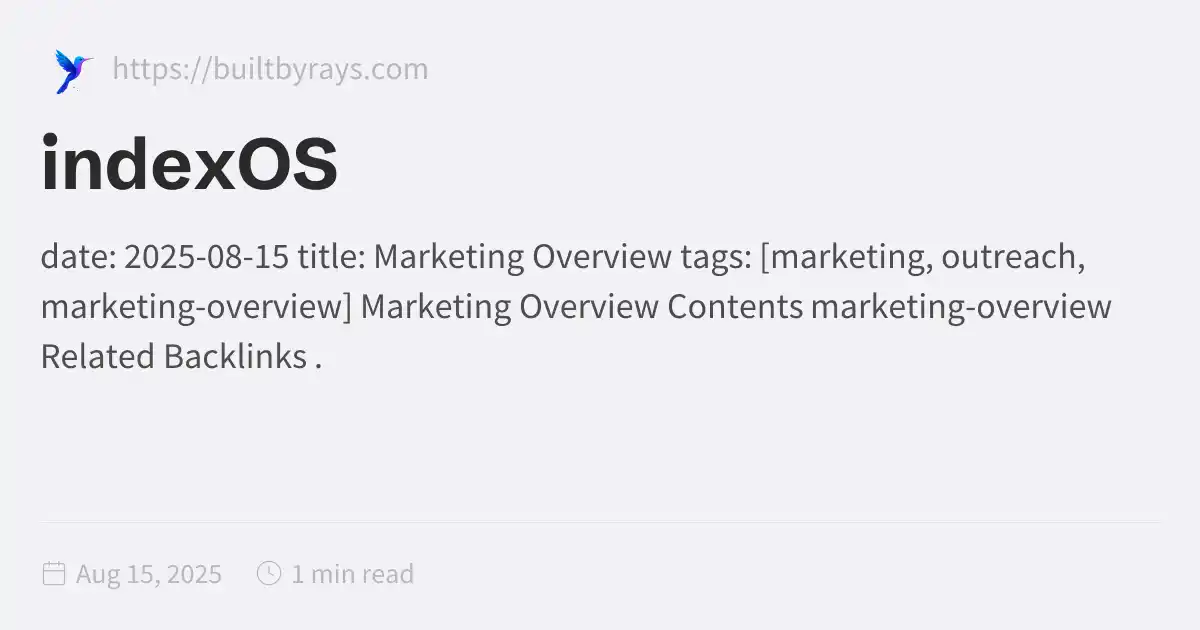 https://builtbyrays.com
indexOS
date: 2025-08-15 title: Marketing Overview tags: [marketing, outreach,
marketing-overview] Marketing Overview Contents marketing-overview
Related Backlinks .
Aug 15, 2025 1 min read